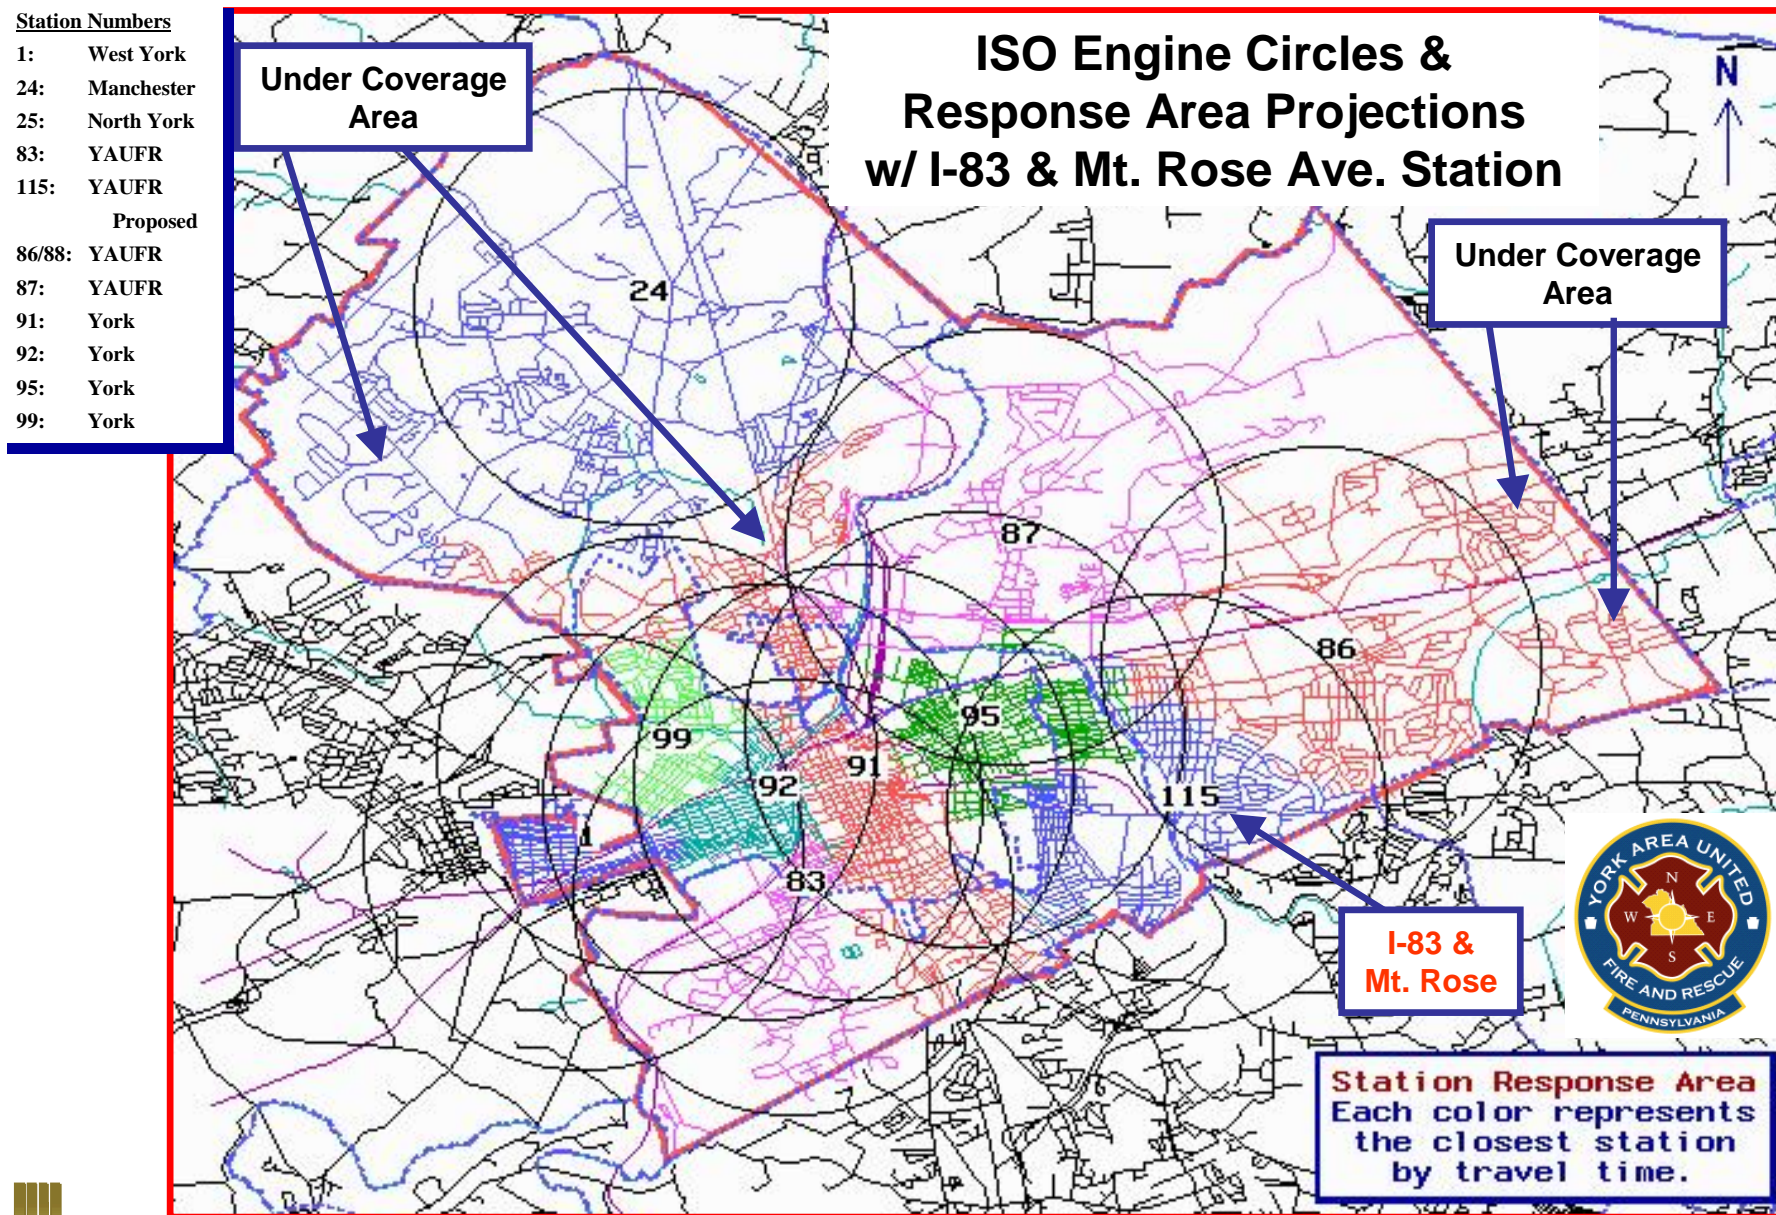 Station Numbers
1: West York
24: Manchester
25: North York
83: YAUFR
115: YAUFR
Proposed
86/88: YAUFR
87: YAUFR
91: York
92: York
95: York
99: York
Under Coverage
Area
ISO Engine Circles &
Response Area Projections
w/ I-83 & Mt. Rose Ave. Station
N
Under Coverage
Area
24
87
86
95
99
91
92
115
1
83
I-83 &
Mt. Rose
YORK AREA UNITED
N
W E
S
FIRE AND RESCUE
PENNSYLVANIA
Station Response Area
Each color represents
the closest station
by travel time.